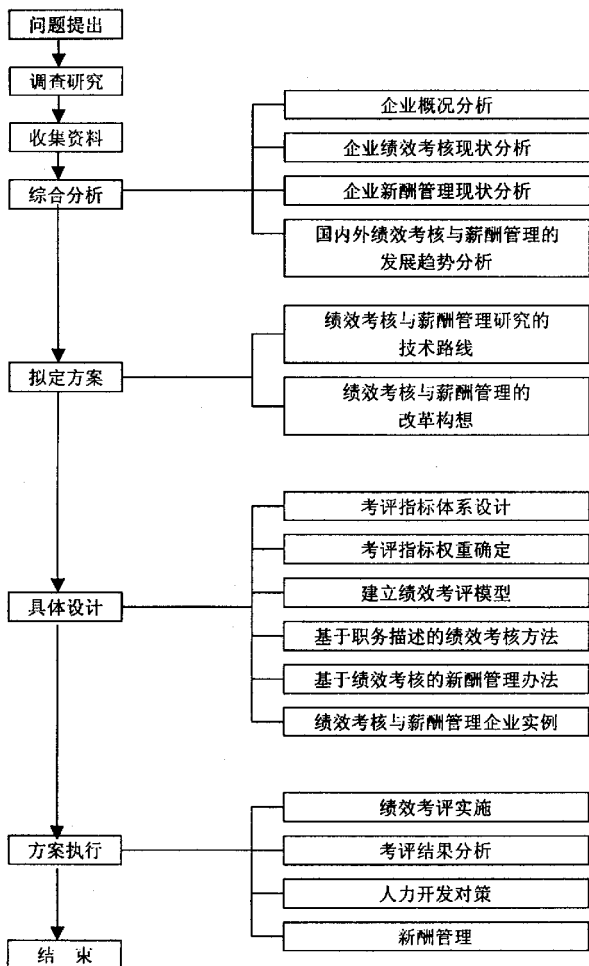 问题提出
调查研究
收集资料
综合分析
企业概况分析
企业绩效考核现状分析
企业新酬管理现状分析
国内外绩效考核与薪酬管理的
发展趋势分析
拟定方案
绩效考核与薪酬管理研究的
技术路线
绩效考核与薪酬管理的
改革构想
具体设计
考评指标体系设计
考评指标权重确定
建立绩效考评模型
基于职务描述的绩效考核方法
基于绩效考核的新酬管理办法
绩效考核与薪酬管理企业实例
方案执行
绩效考评实施
考评结果分析
人力开发对策
新酬管理
结 束